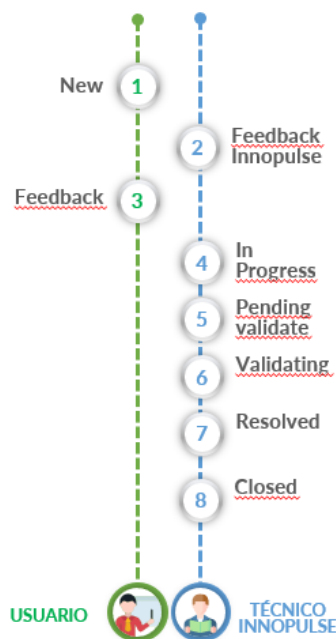 New
1
2
Feedback
Innopulse
Feedback
3
4
In
Progress
5
Pending
validate
6
Validating
7
Resolved
8
Closed
USUARIO
TÉCNICO
INNOPULSE